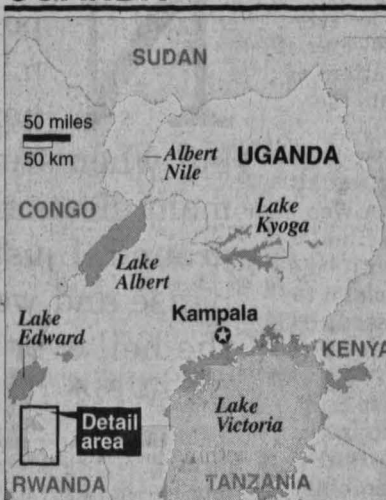 SUDAN
50 miles
50 km
Albert
Nile
UGANDA
CONGO
Lake
Kyoga
Lake
Albert
Kampala
Lake
Edward
KENYA
Detail
area
Lake
Victoria
RWANDA
TANZANIA